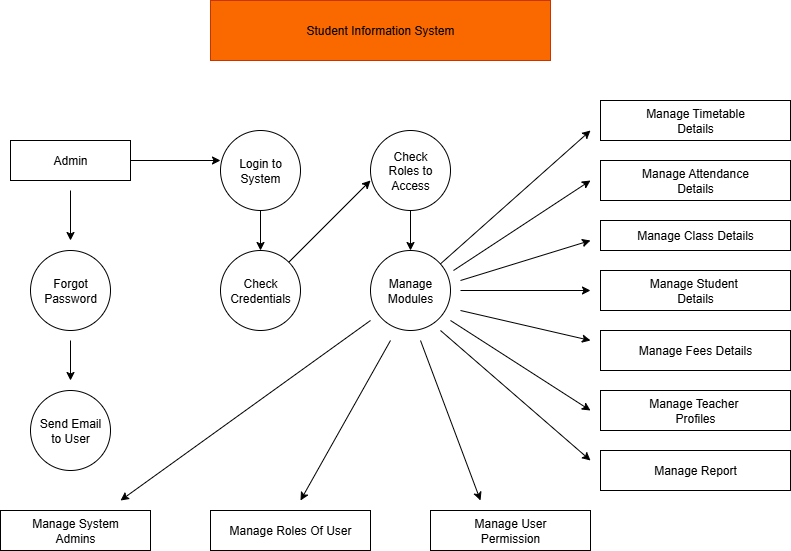 Student Information System
Admin
Login to
System
Check
Roles to
Access
Manage Timetable
Details
Manage Attendance
Details
Manage Class Details
Forgot
Password
Check
Credentials
Manage
Modules
Manage Student
Details
Manage Fees Details
Manage Teacher
Profiles
Send Email
to User
Manage Report
Manage System
Admins
Manage Roles Of User
Manage User
Permission